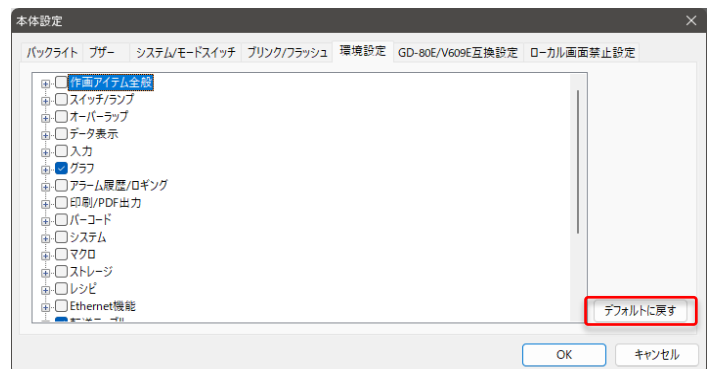 本体設定
バックライト ブザー システム/モードスイッチ ブリンク/フラッシュ 環境設定 GD-80E/V609E互換設定 ローカル画面禁止設定
作画アイテム全般
スイッチ/ランプ
オーバーラップ
データ表示
入力
グラフ
アラーム履歴/ロギング
印刷/PDF出力
バーコード
システム
マクロ
ストレージ
レシピ
Ethernet機能
デフォルトに戻す
OK キャンセル